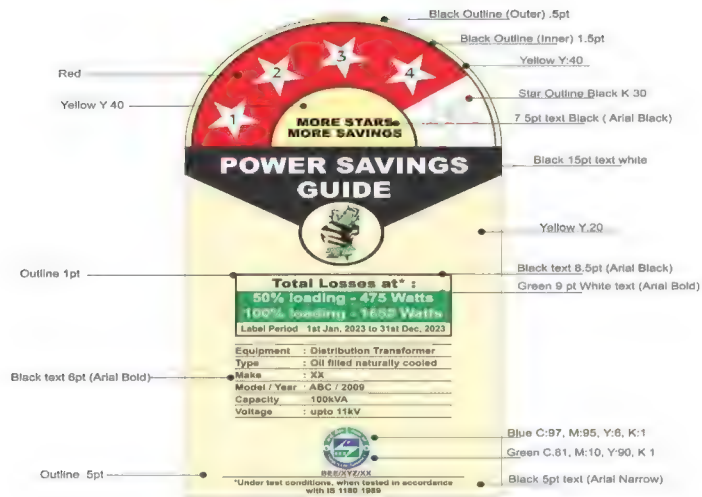 Black Outline (Outer) .5pt
Black Outline (Inner) 1.5pt
Yellow Y:40
Red
Star Outline Black K 30
Yellow Y 40
7 5pt text Black ( Arial Black)
1
2
3
4
MORE STARS
MORE SAVINGS
Black 15pt text white
POWER SAVINGS
GUIDE
Yellow Y.20
Outline 1pt
Black text 8.5pt (Arial Black)
Green 9 pt White text (Arial Bold)
Total Losses at* :
50% loading - 475 Watts
100% loading - 1650 Watts
Label Period 1st Jan, 2023 to 31st Dec, 2023
Equipment : Distribution Transformer
Type : Oil filled naturally cooled
Black text 6pt (Arial Bold)
Make : XX
Model / Year : ABC / 2009
Capacity 100kVA
Voltage : upto 11kV
Blue C:97, M:95, Y:6, K:1
Green C.81, M:10, Y:90, K 1
BEE/XYZ/XX
Outline 5pt
Black 5pt text (Arial Narrow)
*Under test conditions, when tested in accordance
with IS 1180 1989